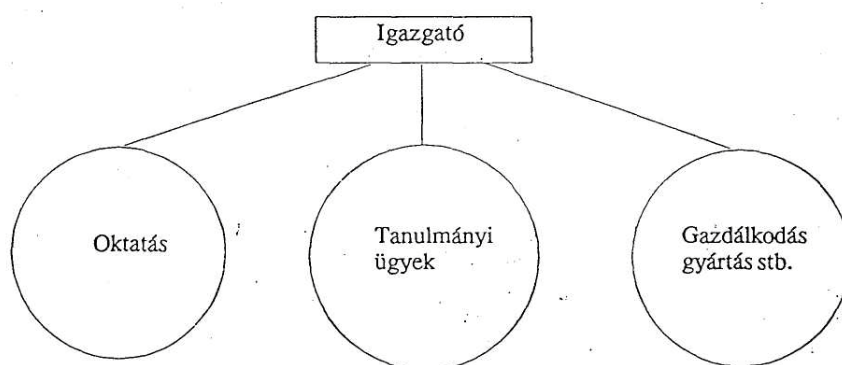 Igazgató
Oktatás
Tanulmányi
ügyek
Gazdálkodás
gyártás stb.